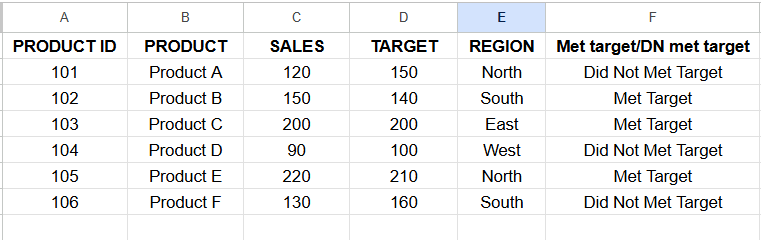 A B C D E F
PRODUCT ID PRODUCT SALES TARGET REGION Met target/DN met target
101 Product A 120 150 North Did Not Met Target
102 Product B 150 140 South Met Target
103 Product C 200 200 East Met Target
104 Product D 90 100 West Did Not Met Target
105 Product E 220 210 North Met Target
106 Product F 130 160 South Did Not Met Target